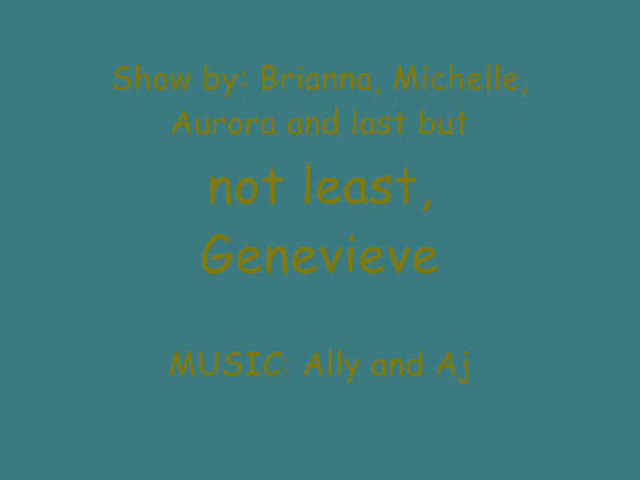 Show by: Brianna, Michelle,
Aurora and last but
not least,
Genevieve
MUSIC: Ally and Aj